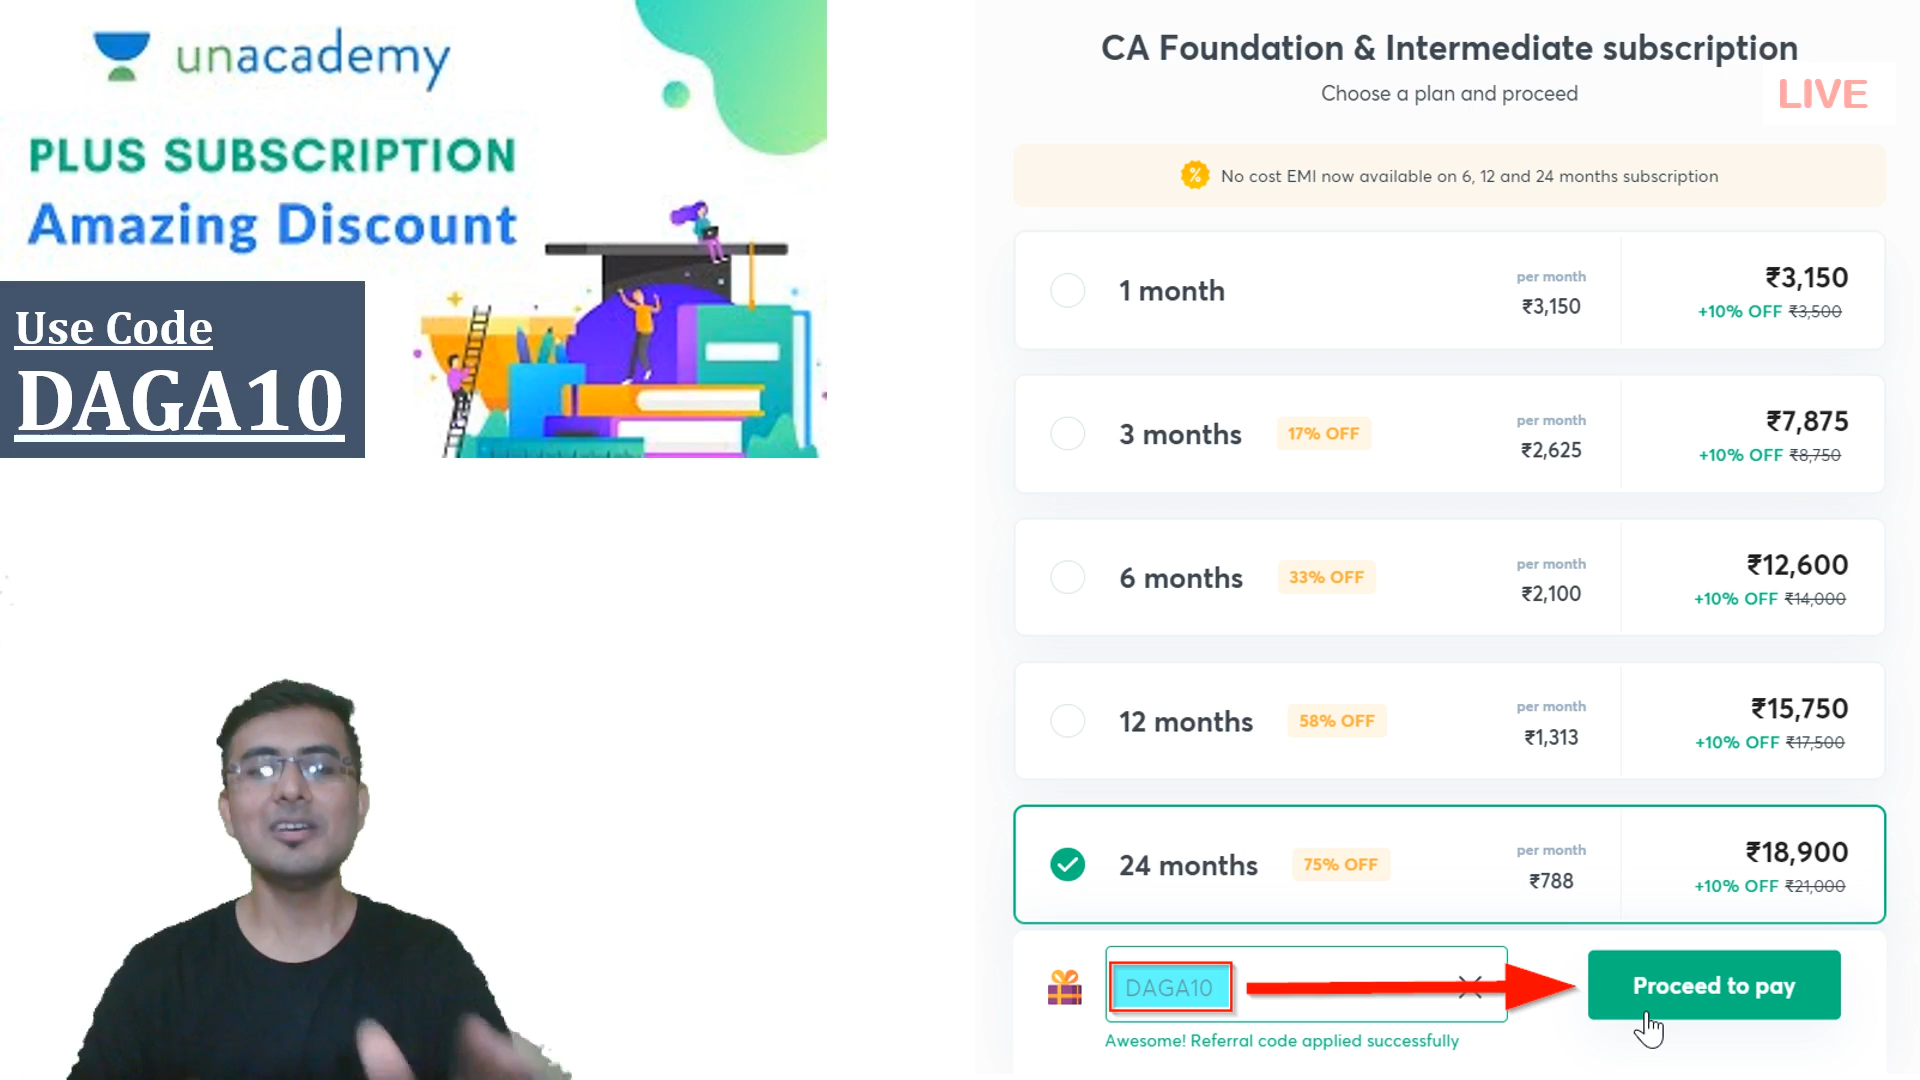 unacademy
PLUS SUBSCRIPTION
Amazing Discount
Use Code
DAGA10
CA Foundation & Intermediate subscription
Choose a plan and proceed
LIVE
No cost EMI now available on 6, 12 and 24 months subscription
1 month
per month
₹3,150
₹3,150
+10% OFF ₹3,500
3 months
17% OFF
per month
₹2,625
₹7,875
+10% OFF ₹8,750
6 months
33% OFF
per month
₹2,100
₹12,600
+10% OFF ₹14,000
12 months
58% OFF
per month
₹1,313
₹15,750
+10% OFF ₹17,500
24 months
75% OFF
per month
₹788
₹18,900
+10% OFF ₹21,000
DAGA10
Proceed to pay
Awesome! Referral code applied successfully